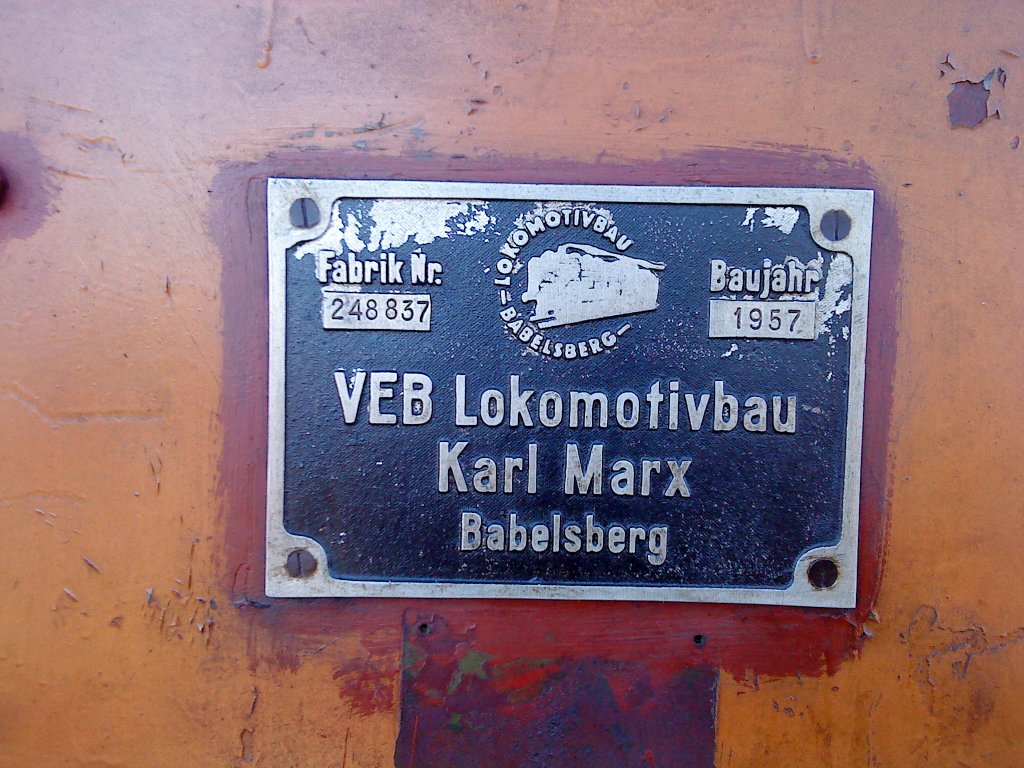 LOKOMOTIVBAU
BABELSBERG
Fabrik Nr.
248 837
Baujahr
1957
VEB Lokomotivbau
Karl Marx
Babelsberg